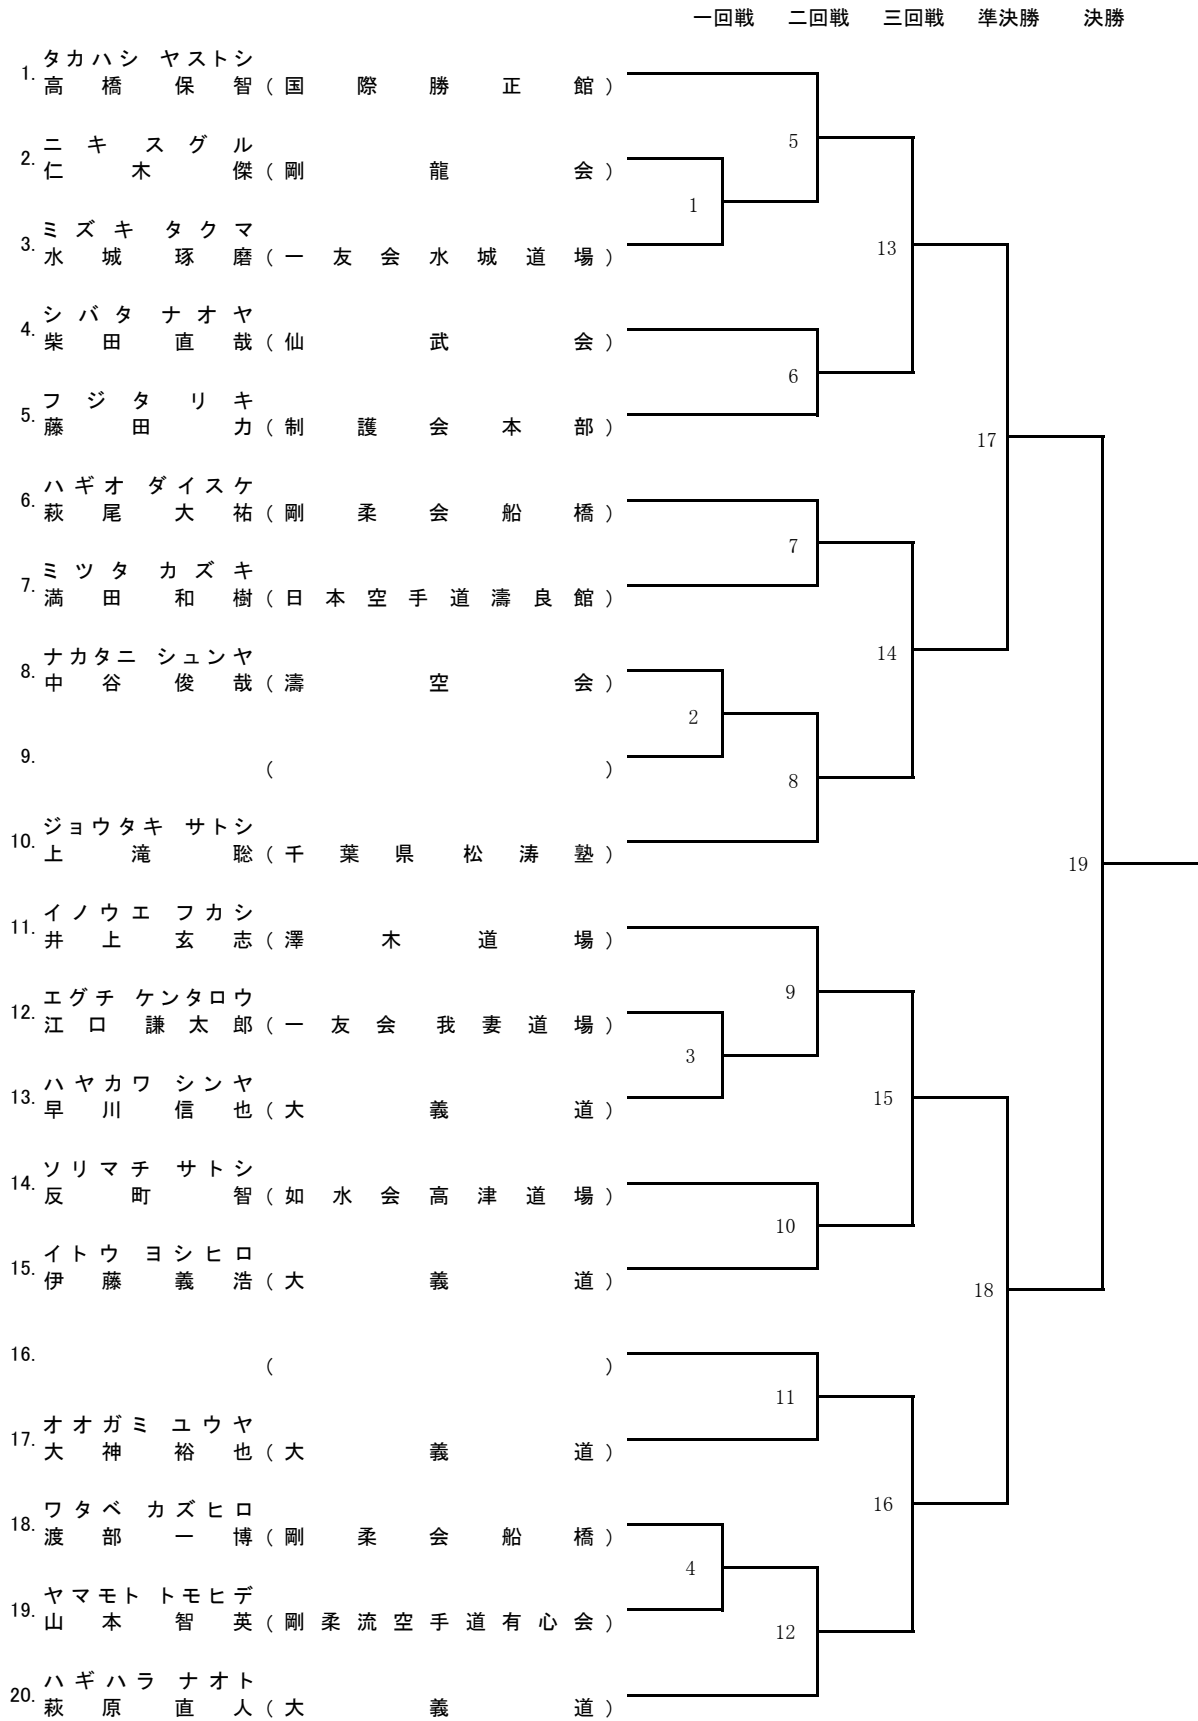 一回戦 二回戦 三回戦 準決勝 決勝
タカハシ ヤストシ
1. 高橋保智(国際勝正館)
5
ニキ スグル
2. 仁木傑(剛龍会)
1
ミズキ タクマ
3. 水城琢磨(一友会水城道場)
13
シバタ ナオヤ
4. 柴田直哉(仙武会)
6
フジタ リキ
5. 藤田力(制護会本部)
17
ハギオ ダイスケ
6. 萩尾大祐(剛柔会船橋)
7
ミツタ カズキ
7. 満田和樹(日本空手道濤良館)
14
ナカタニ シュンヤ
8. 中谷俊哉(濤空会)
2
9. ( )
8
ジョウタキ サトシ
10. 上滝聡(千葉県松涛塾)
19
イノウエ フカシ
11. 井上玄志(澤木道場)
9
エグチ ケンタロウ
12. 江口謙太郎(一友会我妻道場)
3
ハヤカワ シンヤ
13. 早川信也(大義道)
15
ソリマチ サトシ
14. 反町智(如水会高津道場)
10
イトウ ヨシヒロ
15. 伊藤義浩(大義道)
18
16. ( )
11
オオガミ ユウヤ
17. 大神裕也(大義道)
16
ワタベ カズヒロ
18. 渡部一博(剛柔会船橋)
4
ヤマモト トモヒデ
19. 山本智英(剛柔流空手道有心会)
12
ハギハラ ナオト
20. 萩原直人(大義道)